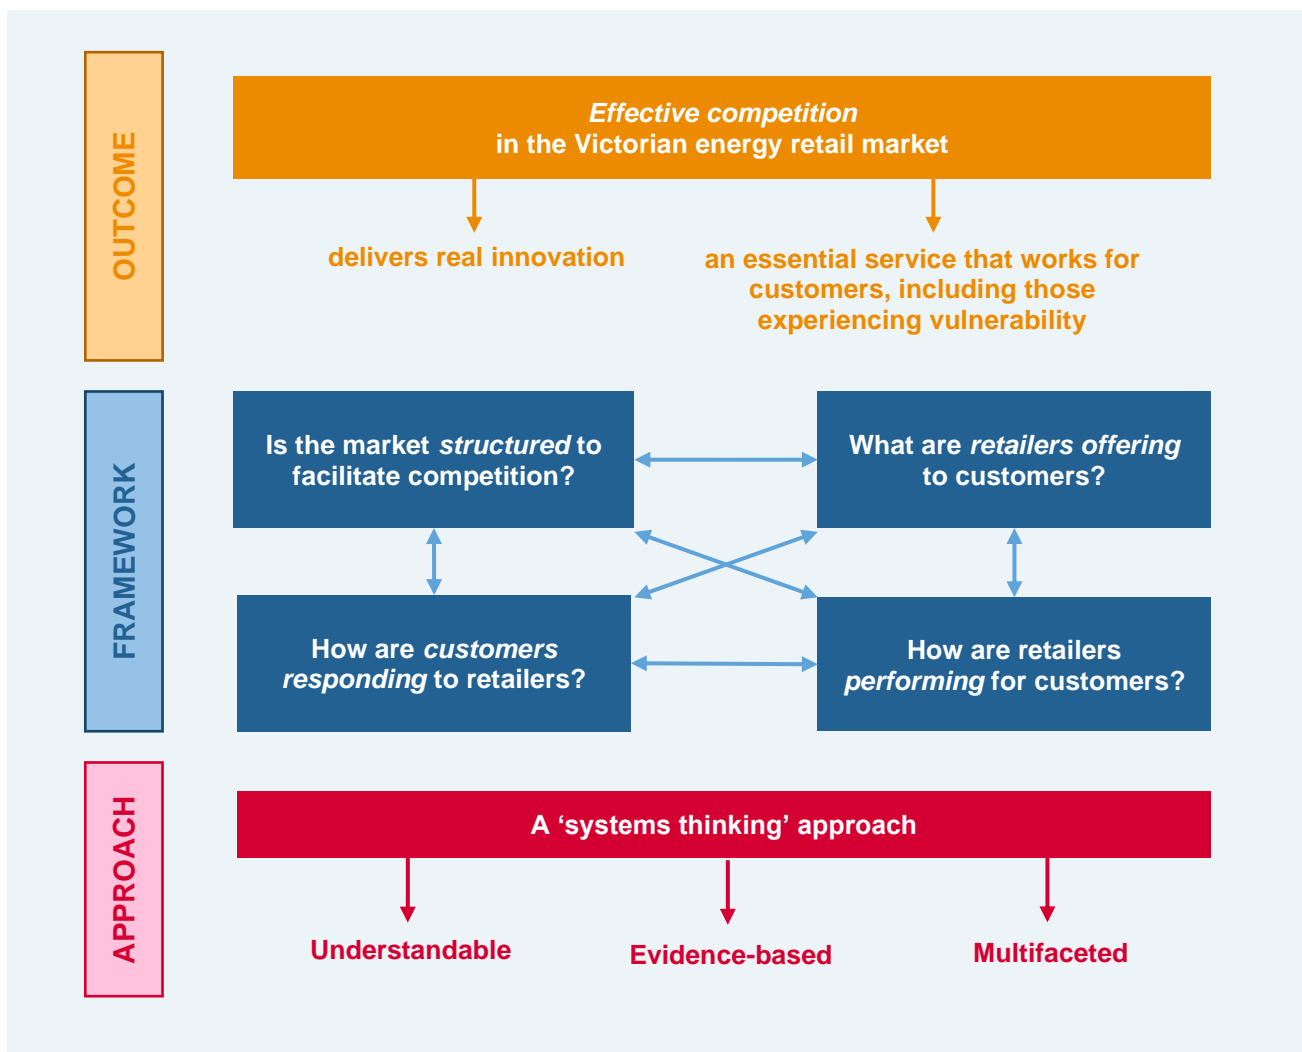 OUTCOME
Effective competition
in the Victorian energy retail market
delivers real innovation
an essential service that works for
customers, including those
experiencing vulnerability
FRAMEWORK
Is the market structured to
facilitate competition?
What are retailers offering
to customers?
How are customers
responding to retailers?
How are retailers
performing for customers?
APPROACH
A ‘systems thinking’ approach
Understandable
Evidence-based
Multifaceted